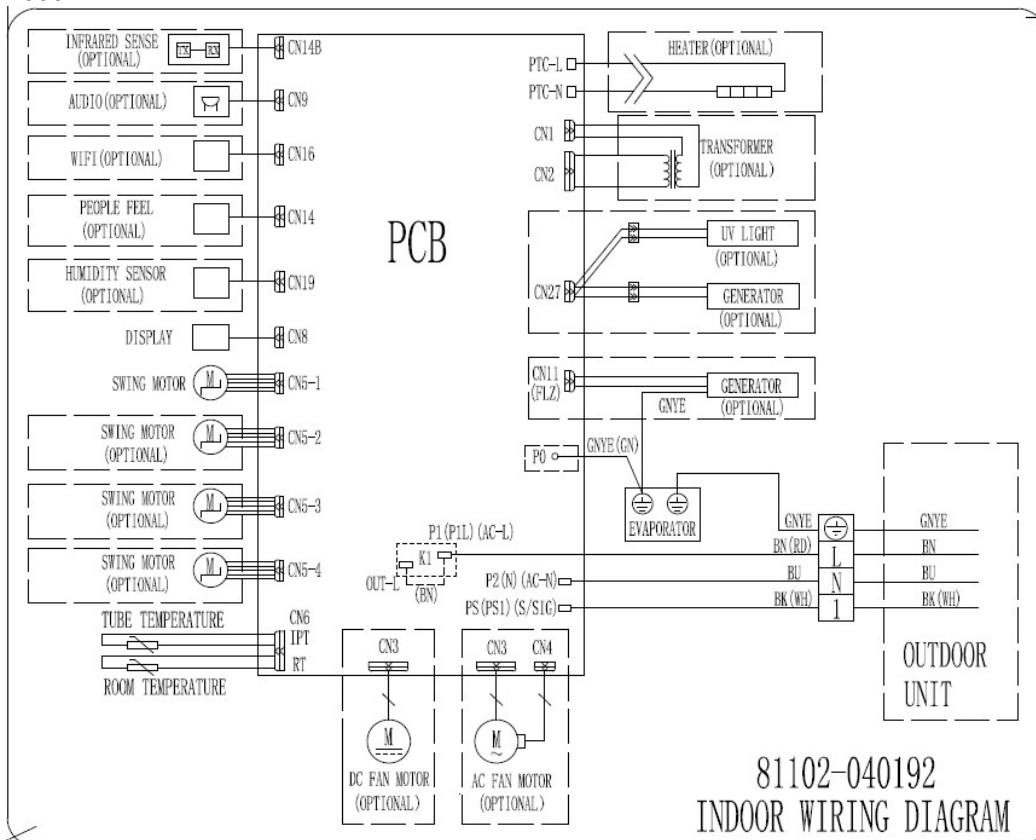 INFRARED SENSE
(OPTIONAL)
TX
RX
CN14B
AUDIO(OPTIONAL)
CN9
WIFI(OPTIONAL)
CN16
PEOPLE FEEL
(OPTIONAL)
CN14
HUMIDITY SENSOR
(OPTIONAL)
CN19
DISPLAY
CN8
SWING MOTOR
M
CN5-1
SWING MOTOR
(OPTIONAL)
M
CN5-2
SWING MOTOR
(OPTIONAL)
M
CN5-3
SWING MOTOR
(OPTIONAL)
M
CN5-4
TUBE TEMPERATURE
CN6
IPT
RT
ROOM TEMPERATURE
PCB
HEATER(OPTIONAL)
PTC-L
PTC-N
CN1
CN2
TRANSFORMER
(OPTIONAL)
UV LIGHT
(OPTIONAL)
CN27
GENERATOR
(OPTIONAL)
CN11
(FLZ)
GENERATOR
(OPTIONAL)
GNYE
P0
GNYE(GN)
EVAPORATOR
P1(P1L)(AC-L)
K1
OUT-L
(BN)
P2(N)(AC-N)
PS(PS1)(S/SIG)
GNYE
BN(RD)
L
BU
N
BK(WH)
1
GNYE
BN
BU
BK(WH)
OUTDOOR
UNIT
CN3
M
DC FAN MOTOR
(OPTIONAL)
CN3
CN4
M
~
AC FAN MOTOR
(OPTIONAL)
81102-040192
INDOOR WIRING DIAGRAM